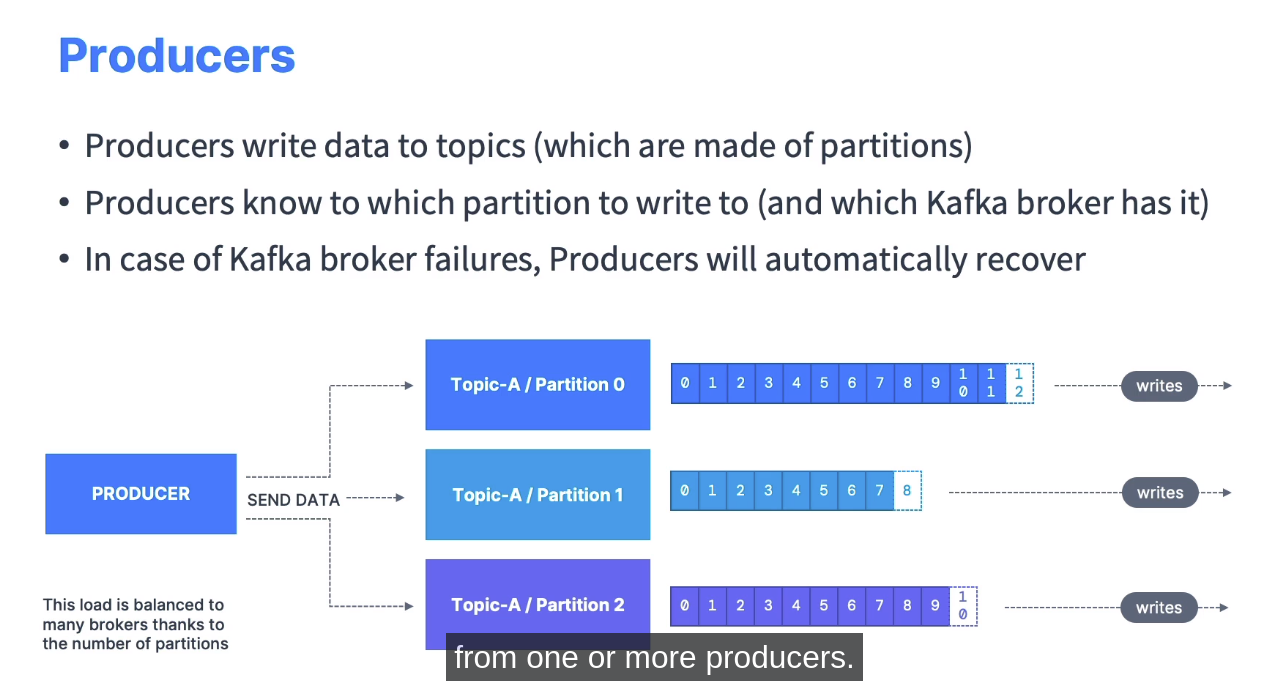 Producers
• Producers write data to topics (which are made of partitions)
• Producers know to which partition to write to (and which Kafka broker has it)
• In case of Kafka broker failures, Producers will automatically recover
Topic-A / Partition 0
0 1 2 3 4 5 6 7 8 9 10 11 12
writes
PRODUCER
SEND DATA
Topic-A / Partition 1
0 1 2 3 4 5 6 7 8
writes
Topic-A / Partition 2
0 1 2 3 4 5 6 7 8 9 10
writes
This load is balanced to
many brokers thanks to
the number of partitions
from one or more producers.